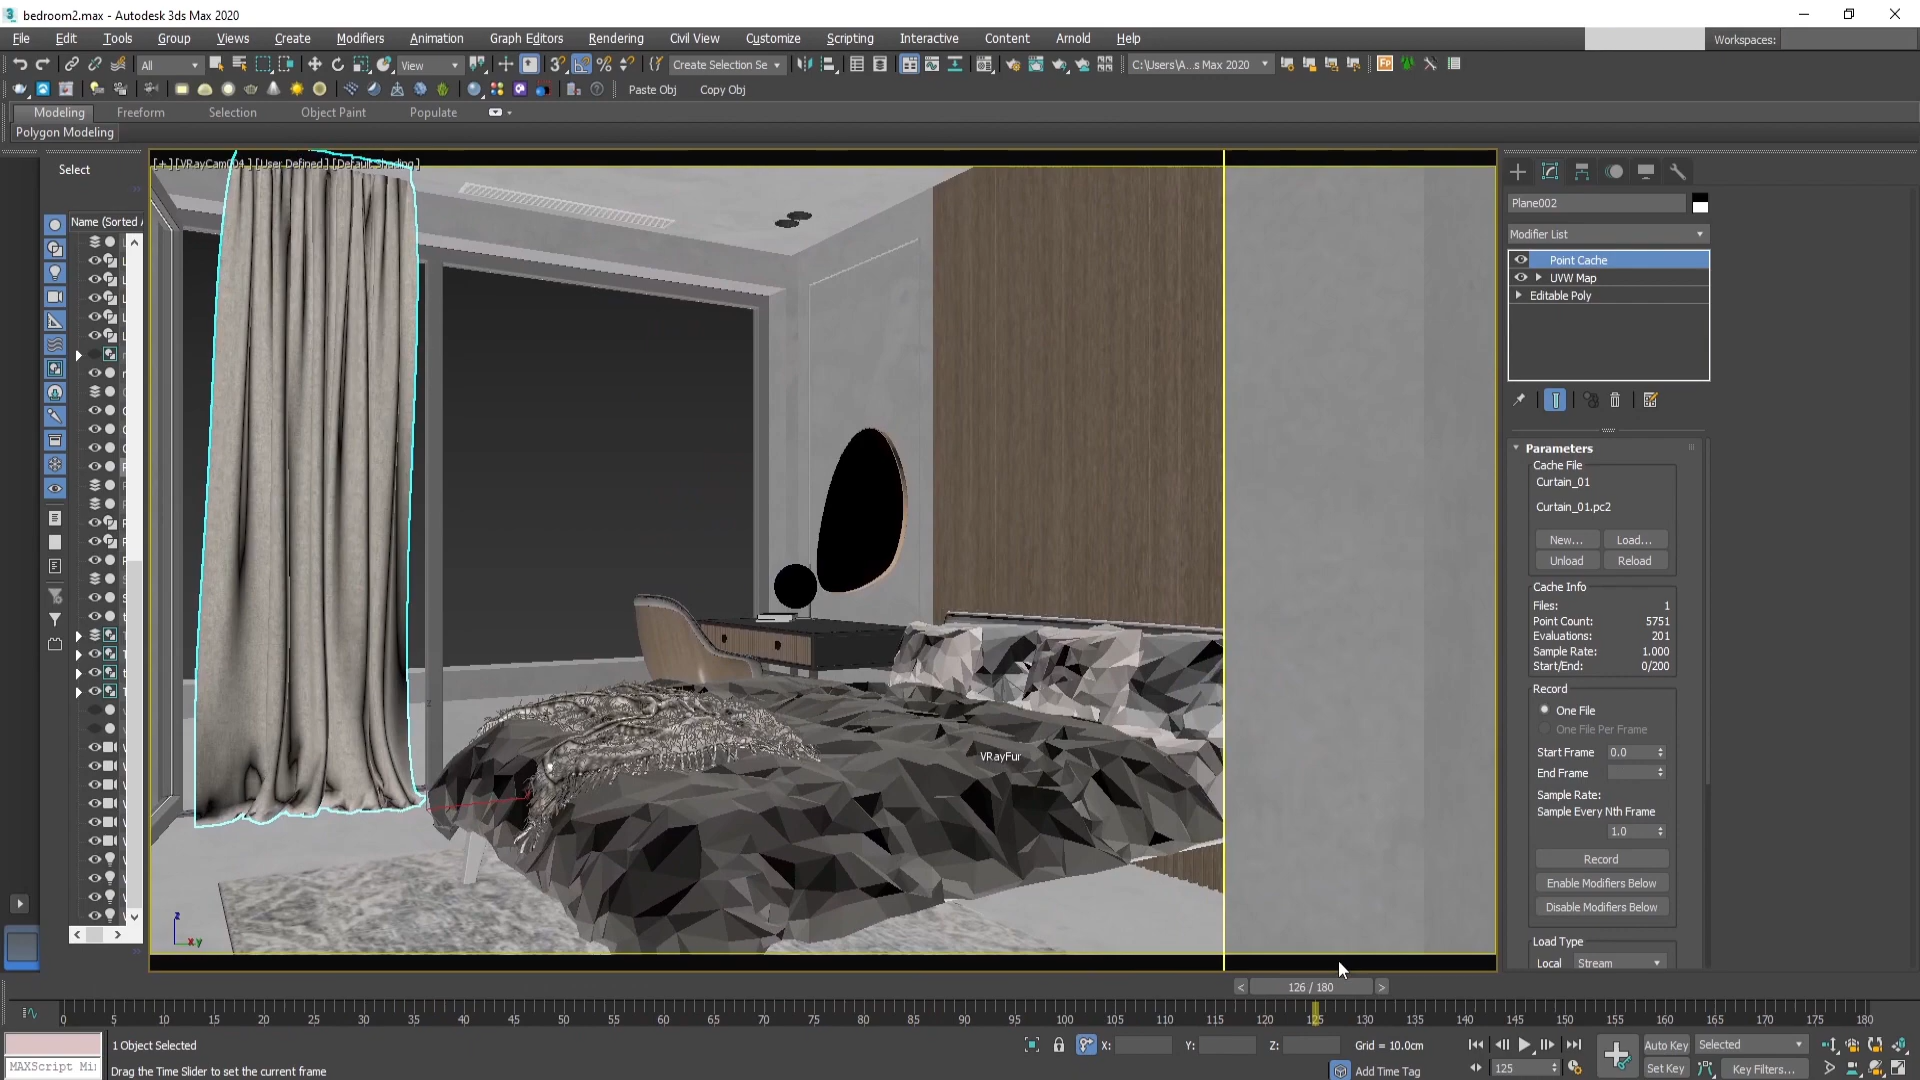 bedroom2.max - Autodesk 3ds Max 2020
File Edit Tools Group Views Create Modifiers Animation Graph Editors Rendering Civil View Customize Scripting Interactive Content Arnold Help
Workspaces:
All View Create Selection Se C:\Users\A...s Max 2020
Paste Obj Copy Obj
Modeling Freeform Selection Object Paint Populate
Polygon Modeling
Select
[+] [VRayCam004] [User Defined] [Default Shading]
Name (Sorted A
Plane002
Modifier List
Point Cache
UVW Map
Editable Poly
Parameters
Cache File
Curtain_01
Curtain_01.pc2
New... Load...
Unload Reload
Cache Info
Files: 1
Point Count: 5751
Evaluations: 201
Sample Rate: 1.000
Start/End: 0/200
Record
One File
One File Per Frame
Start Frame 0.0
End Frame
Sample Rate:
Sample Every Nth Frame
1.0
Record
Enable Modifiers Below
Disable Modifiers Below
Load Type
Local Stream
VRayFur
z
x y
< 126 / 180 >
0 5 10 15 20 25 30 35 40 45 50 55 60 65 70 75 80 85 90 95 100 105 110 115 120 125 130 135 140 145 150 155 160 165 170 175 180
1 Object Selected
X: Y: Z: Grid = 10.0cm
Auto Key Selected
MAXScript Mi
Drag the Time Slider to set the current frame
Add Time Tag
125
Set Key Key Filters...